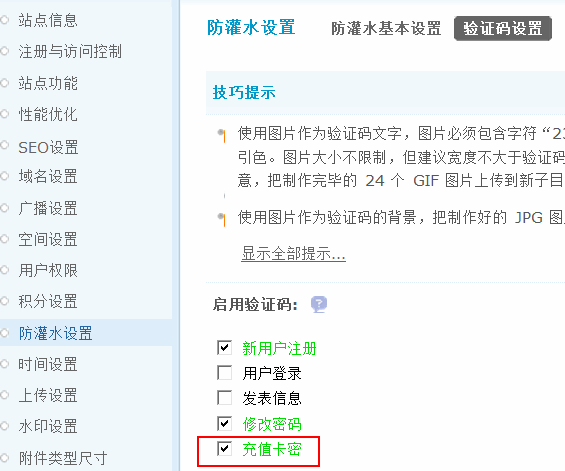 站点信息
注册与访问控制
站点功能
性能优化
SEO设置
域名设置
广播设置
空间设置
用户权限
积分设置
防灌水设置
时间设置
上传设置
水印设置
附件类型尺寸
防灌水设置 防灌水基本设置 验证码设置
技巧提示
使用图片作为验证码文字，图片必须包含字符“23
引色。图片大小不限制，但建议宽度不大于验证码
意，把制作完毕的 24 个 GIF 图片上传到新子目
使用图片作为验证码的背景，把制作好的 JPG 图
显示全部提示...
启用验证码: ?
新用户注册
用户登录
发表信息
修改密码
充值卡密